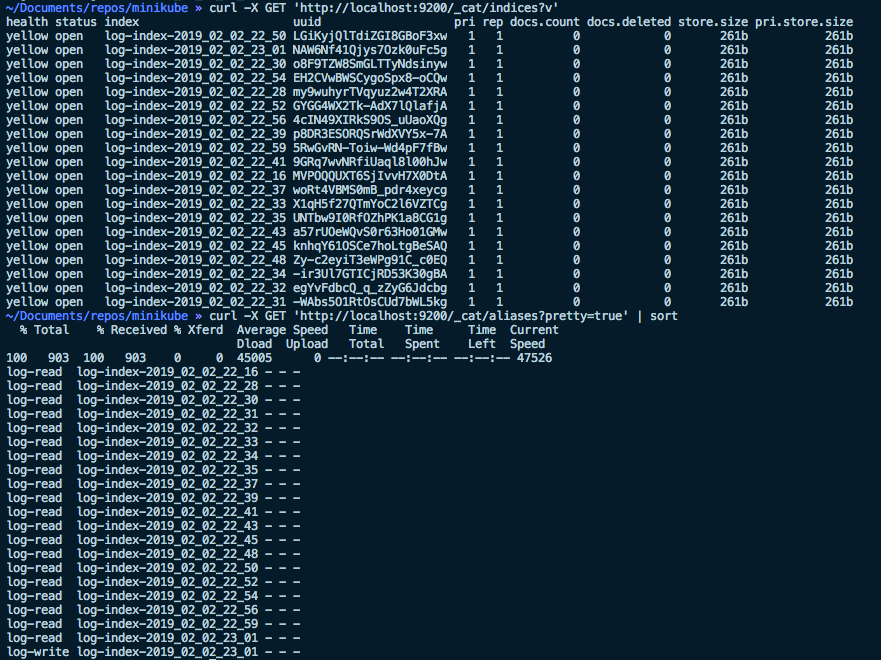 ~/Documents/repos/minikube » curl -X GET 'http://localhost:9200/_cat/indices?v'
health status index                       uuid                   pri rep docs.count docs.deleted store.size pri.store.size
yellow open   log-index-2019_02_02_22_50 LGiKyjQlTdiZGI8GBoF3xw   1   1          0            0       261b           261b
yellow open   log-index-2019_02_02_23_01 NAW6Nf41Qjys7Ozk0uFc5g   1   1          0            0       261b           261b
yellow open   log-index-2019_02_02_22_30 o8F9TZW8SmGLTTyNdsinyw   1   1          0            0       261b           261b
yellow open   log-index-2019_02_02_22_54 EH2CVwBWSCygoSpx8-oCQw   1   1          0            0       261b           261b
yellow open   log-index-2019_02_02_22_28 my9wuhyrTVqyuz2w4T2XRA   1   1          0            0       261b           261b
yellow open   log-index-2019_02_02_22_52 GYGG4WX2Tk-AdX7lQlafjA   1   1          0            0       261b           261b
yellow open   log-index-2019_02_02_22_56 4cIN49XIRkS9OS_uUaoXQg   1   1          0            0       261b           261b
yellow open   log-index-2019_02_02_22_39 p8DR3ESORQSrWdXVY5x-7A   1   1          0            0       261b           261b
yellow open   log-index-2019_02_02_22_59 5RwGvRN-Toiw-Wd4pF7fBw   1   1          0            0       261b           261b
yellow open   log-index-2019_02_02_22_41 9GRq7wvNRfiUaql8l00hJw   1   1          0            0       261b           261b
yellow open   log-index-2019_02_02_22_16 MVPOQQUXT6SjIvvH7X0DtA   1   1          0            0       261b           261b
yellow open   log-index-2019_02_02_22_37 woRt4VBMS0mB_pdr4xeycg   1   1          0            0       261b           261b
yellow open   log-index-2019_02_02_22_33 X1qH5f27QTmYoC2l6VZTCg   1   1          0            0       261b           261b
yellow open   log-index-2019_02_02_22_35 UNTbw9I0RfOZhPK1a8CG1g   1   1          0            0       261b           261b
yellow open   log-index-2019_02_02_22_43 a57rUOeWQvS0r63Ho01GMw   1   1          0            0       261b           261b
yellow open   log-index-2019_02_02_22_45 knhqY61OSCe7hoLtgBeSAQ   1   1          0            0       261b           261b
yellow open   log-index-2019_02_02_22_48 Zy-c2eyiT3eWPg91C_c0EQ   1   1          0            0       261b           261b
yellow open   log-index-2019_02_02_22_34 -ir3Ul7GTICjRD53K30gBA   1   1          0            0       261b           261b
yellow open   log-index-2019_02_02_22_32 egYvFdbcQ_q_zZyG6Jdcbg   1   1          0            0       261b           261b
yellow open   log-index-2019_02_02_22_31 -WAbs5O1RtOsCUd7bWL5kg   1   1          0            0       261b           261b
~/Documents/repos/minikube » curl -X GET 'http://localhost:9200/_cat/aliases?pretty=true' | sort
  % Total    % Received % Xferd  Average Speed   Time    Time     Time  Current
                                 Dload  Upload   Total   Spent    Left  Speed
100   903  100   903    0     0  45005      0 --:--:-- --:--:-- --:--:-- 47526
log-read  log-index-2019_02_02_22_16 - - -
log-read  log-index-2019_02_02_22_28 - - -
log-read  log-index-2019_02_02_22_30 - - -
log-read  log-index-2019_02_02_22_31 - - -
log-read  log-index-2019_02_02_22_32 - - -
log-read  log-index-2019_02_02_22_33 - - -
log-read  log-index-2019_02_02_22_34 - - -
log-read  log-index-2019_02_02_22_35 - - -
log-read  log-index-2019_02_02_22_37 - - -
log-read  log-index-2019_02_02_22_39 - - -
log-read  log-index-2019_02_02_22_41 - - -
log-read  log-index-2019_02_02_22_43 - - -
log-read  log-index-2019_02_02_22_45 - - -
log-read  log-index-2019_02_02_22_48 - - -
log-read  log-index-2019_02_02_22_50 - - -
log-read  log-index-2019_02_02_22_52 - - -
log-read  log-index-2019_02_02_22_54 - - -
log-read  log-index-2019_02_02_22_56 - - -
log-read  log-index-2019_02_02_22_59 - - -
log-read  log-index-2019_02_02_23_01 - - -
log-write log-index-2019_02_02_23_01 - - -